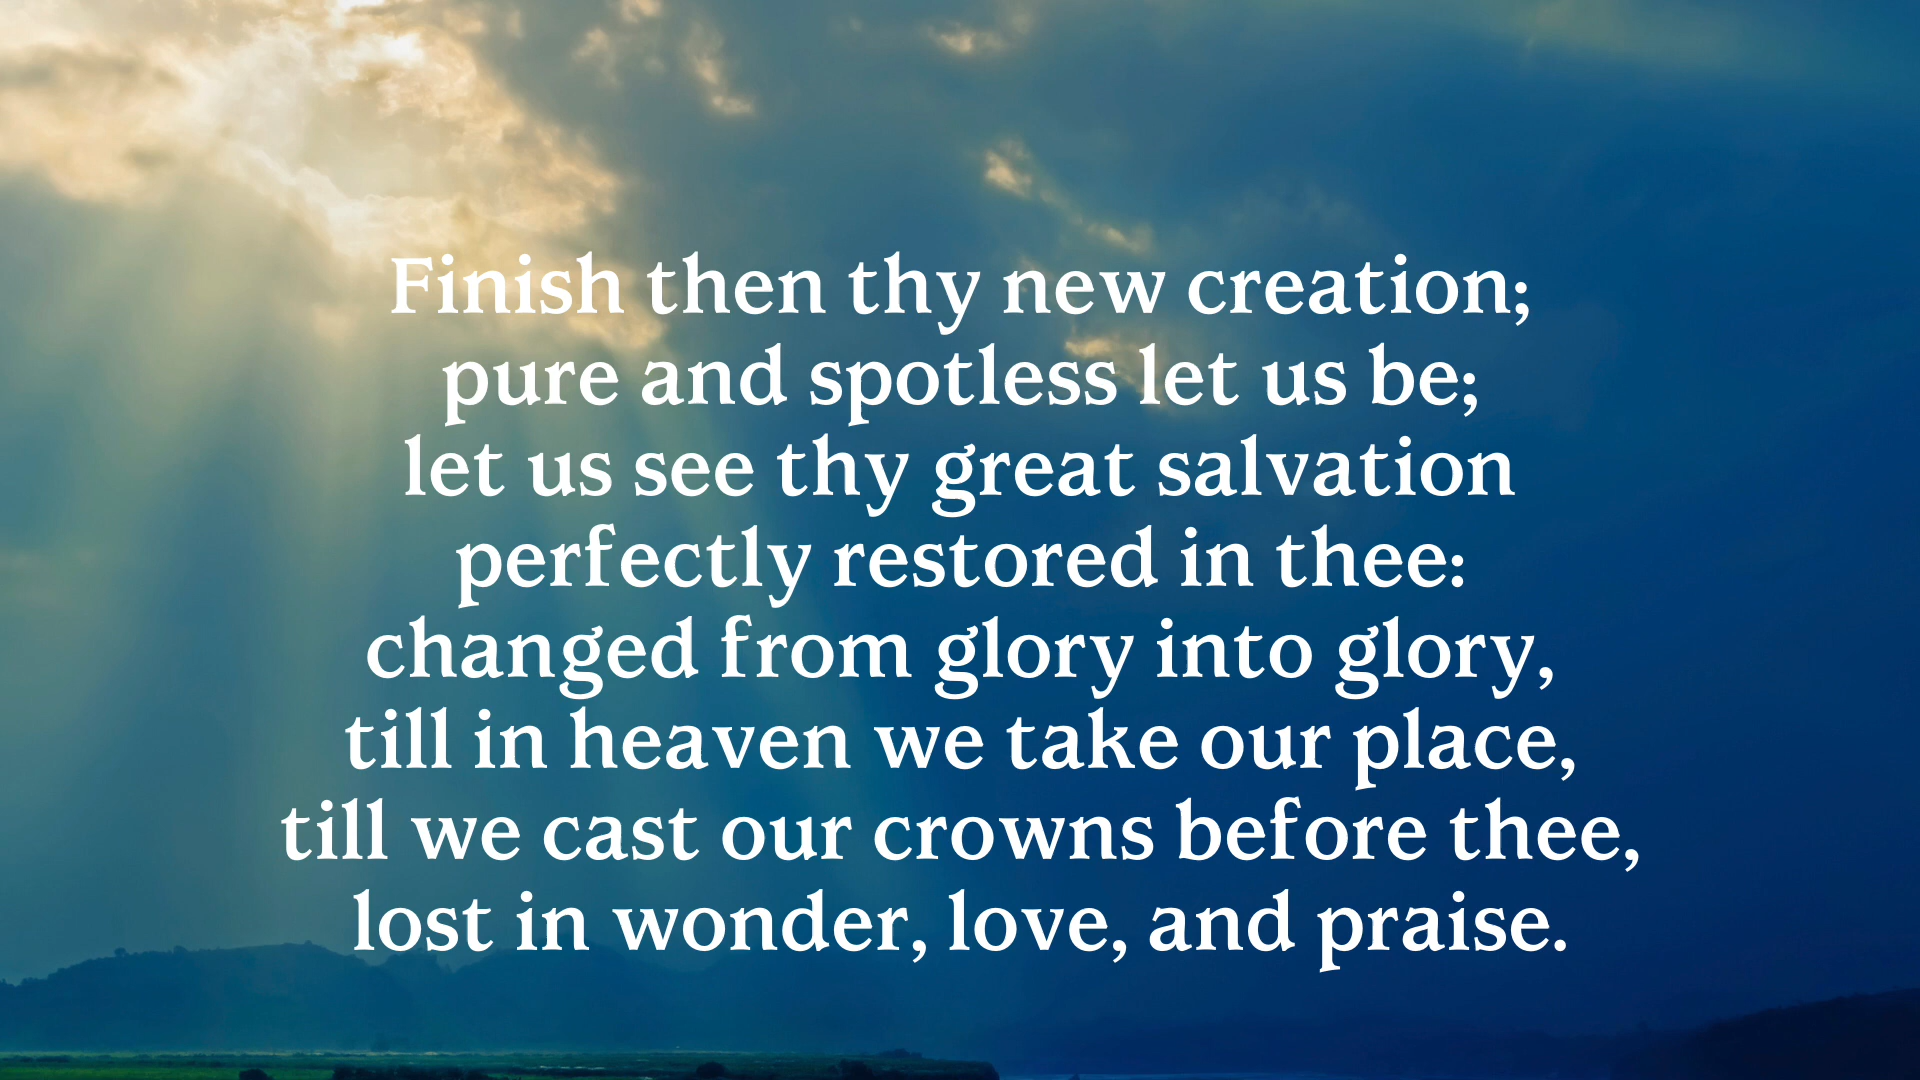 Finish then thy new creation;
pure and spotless let us be;
let us see thy great salvation
perfectly restored in thee:
changed from glory into glory,
till in heaven we take our place,
till we cast our crowns before thee,
lost in wonder, love, and praise.